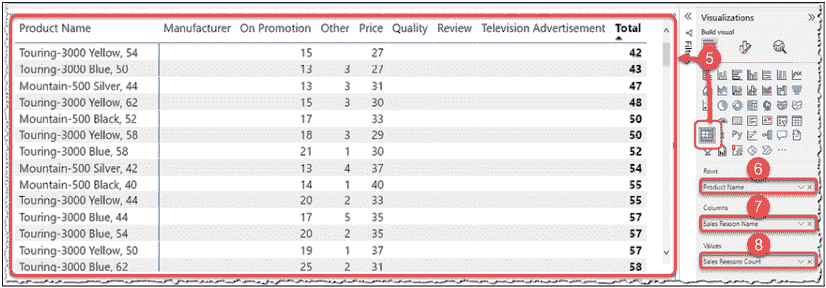 Product Name Manufacturer On Promotion Other Price Quality Review Television Advertisement Total
Touring-3000 Yellow, 54 15 27 42
Touring-3000 Blue, 50 13 3 27 43
Mountain-500 Silver, 44 13 3 31 47
Touring-3000 Yellow, 62 15 3 30 48
Mountain-500 Black, 52 17 33 50
Touring-3000 Yellow, 58 18 3 29 50
Touring-3000 Blue, 58 21 1 30 52
Mountain-500 Silver, 42 13 4 37 54
Mountain-500 Black, 40 14 1 40 55
Touring-3000 Yellow, 44 20 2 33 55
Touring-3000 Blue, 44 17 5 35 57
Touring-3000 Blue, 54 20 2 35 57
Touring-3000 Yellow, 50 19 1 37 57
Touring-3000 Blue, 62 25 2 31 58
5
Visualizations
Build visual
Py
6
Rows
Product Name
7
Columns
Sales Reason Name
8
Values
Sales Reasons Count